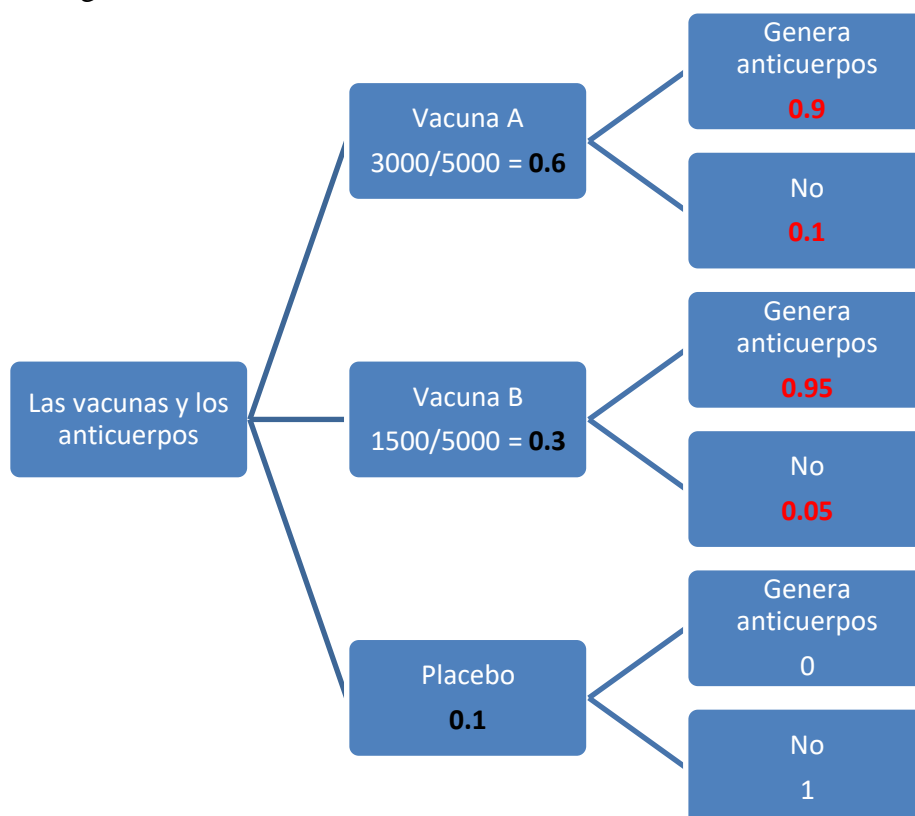 Genera
anticuerpos
0.9
Vacuna A
3000/5000 = 0.6
No
0.1
Genera
anticuerpos
0.95
Las vacunas y los
anticuerpos
Vacuna B
1500/5000 = 0.3
No
0.05
Genera
anticuerpos
0
Placebo
0.1
No
1